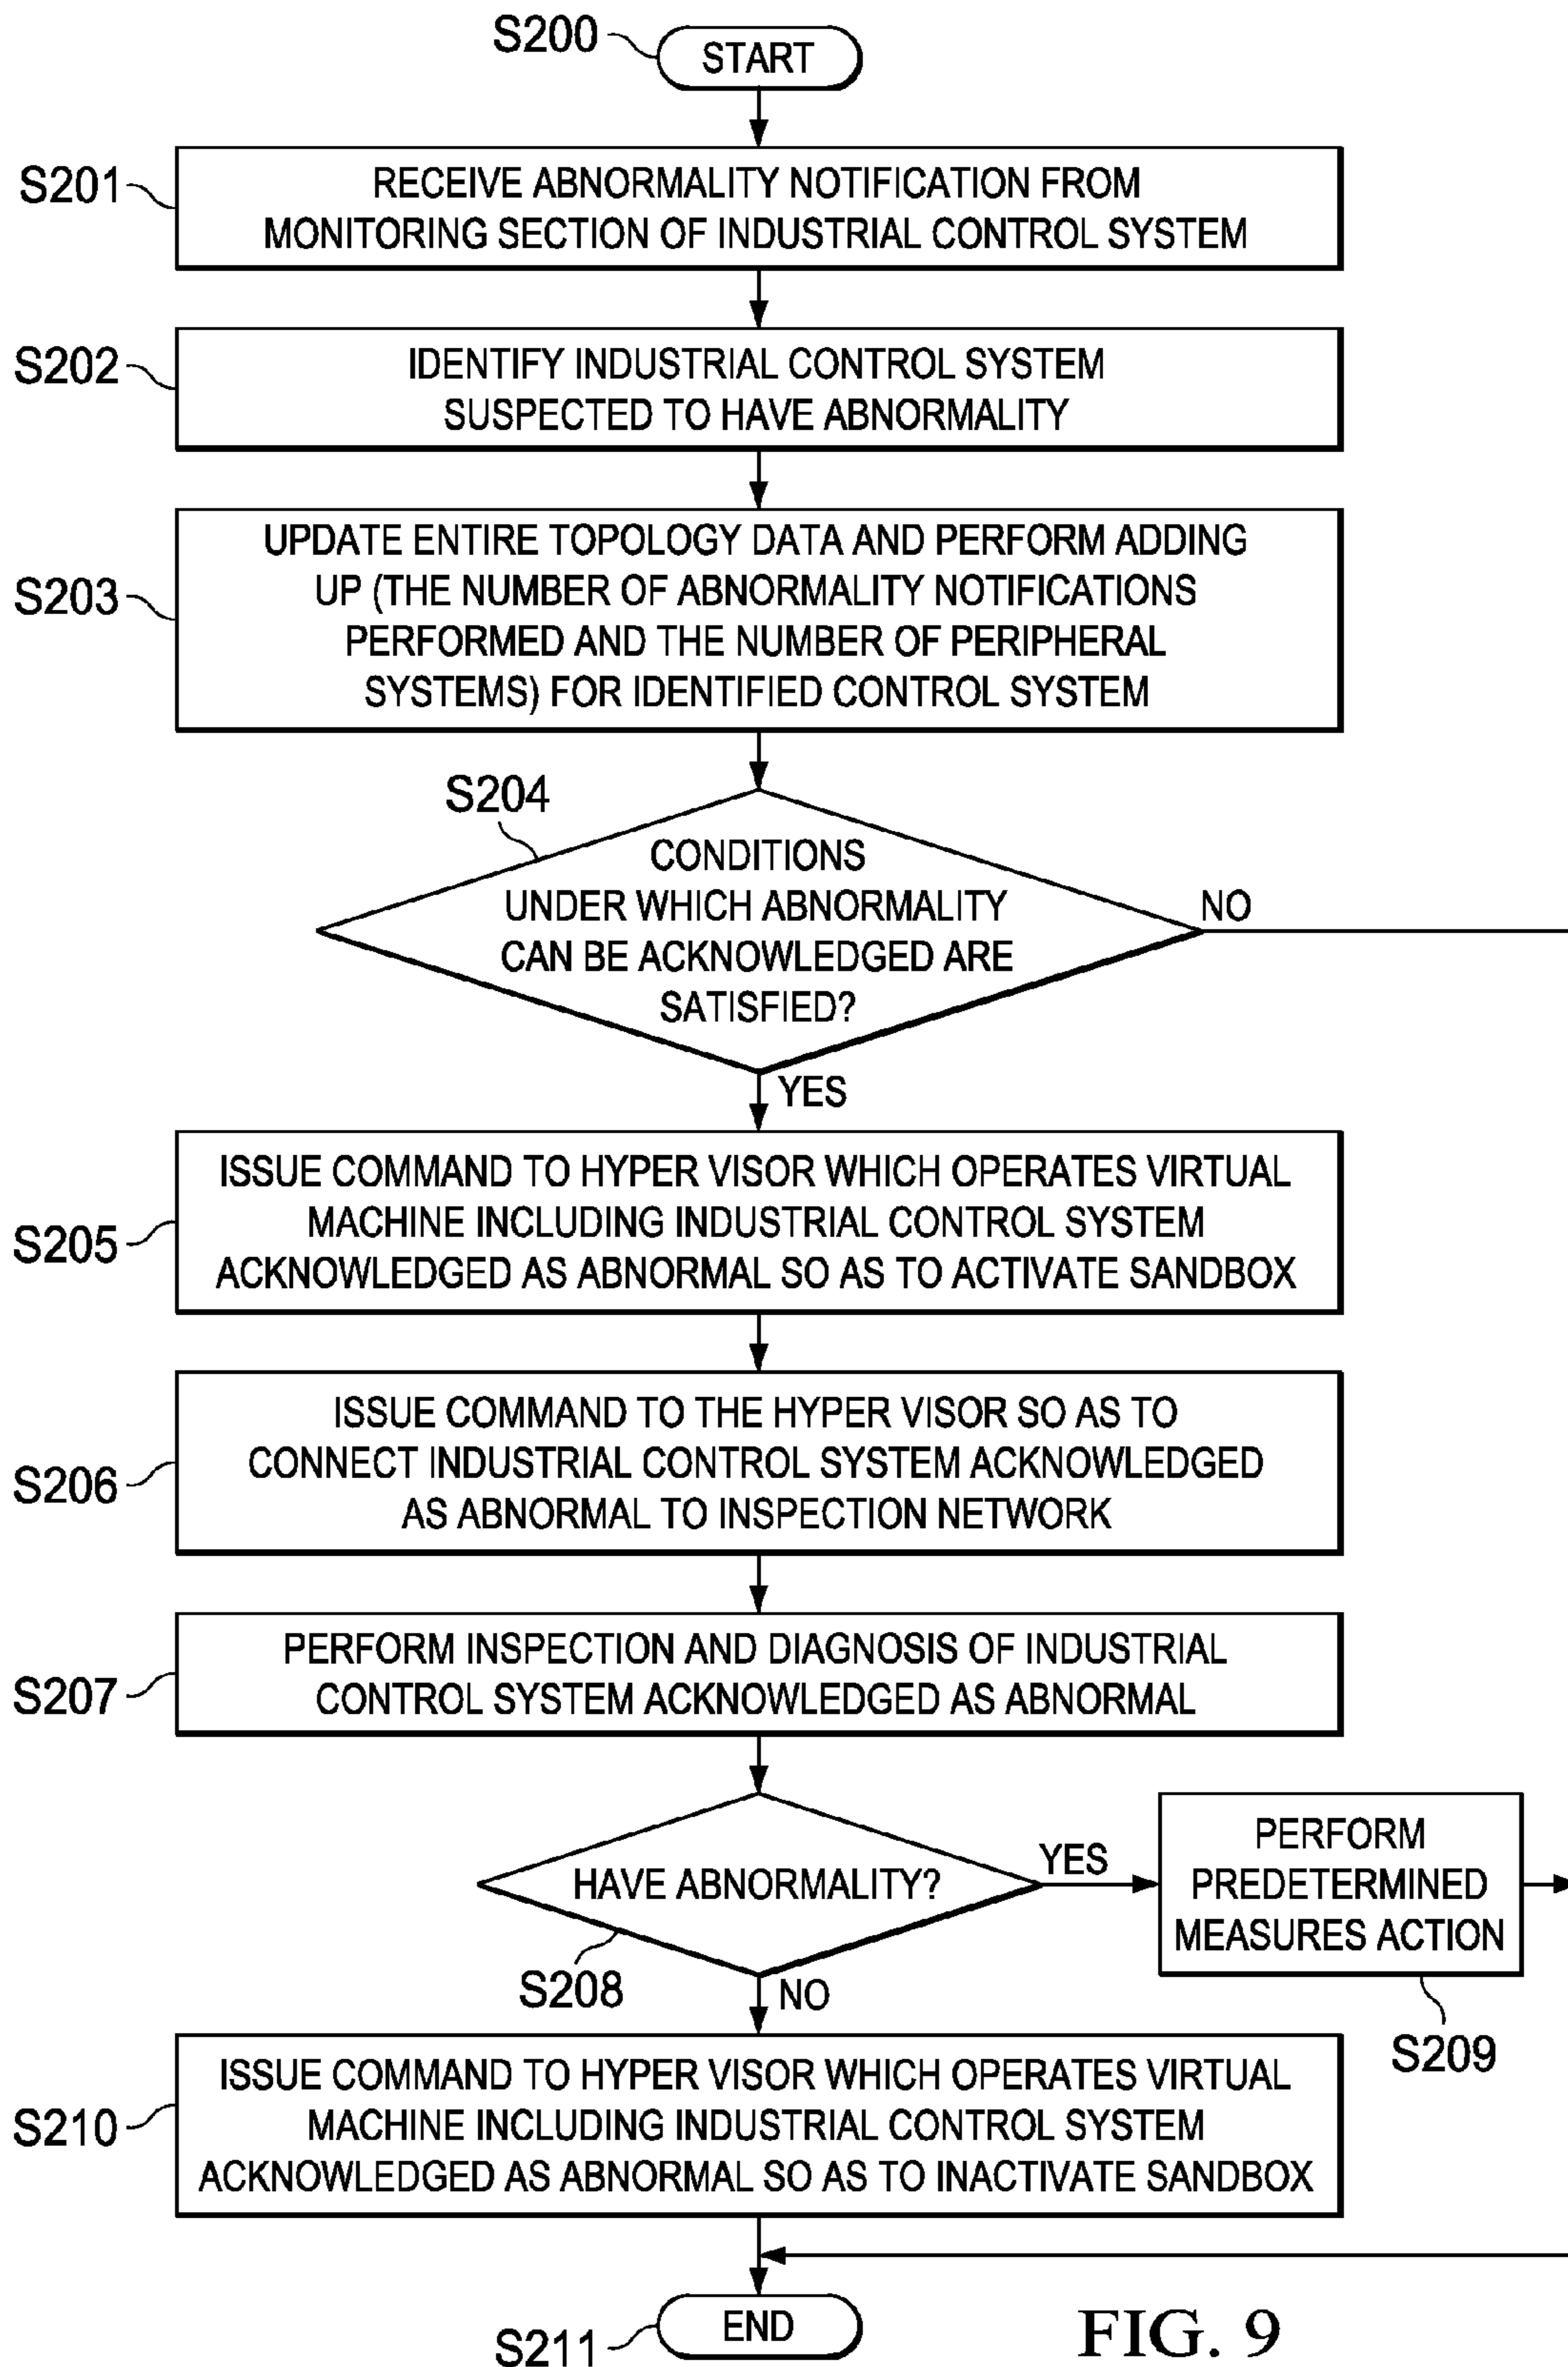 S200
START
S201
RECEIVE ABNORMALITY NOTIFICATION FROM
MONITORING SECTION OF INDUSTRIAL CONTROL SYSTEM
S202
IDENTIFY INDUSTRIAL CONTROL SYSTEM
SUSPECTED TO HAVE ABNORMALITY
S203
UPDATE ENTIRE TOPOLOGY DATA AND PERFORM ADDING
UP (THE NUMBER OF ABNORMALITY NOTIFICATIONS
PERFORMED AND THE NUMBER OF PERIPHERAL
SYSTEMS) FOR IDENTIFIED CONTROL SYSTEM
S204
CONDITIONS
UNDER WHICH ABNORMALITY
CAN BE ACKNOWLEDGED ARE
SATISFIED?
NO
YES
S205
ISSUE COMMAND TO HYPER VISOR WHICH OPERATES VIRTUAL
MACHINE INCLUDING INDUSTRIAL CONTROL SYSTEM
ACKNOWLEDGED AS ABNORMAL SO AS TO ACTIVATE SANDBOX
S206
ISSUE COMMAND TO THE HYPER VISOR SO AS TO
CONNECT INDUSTRIAL CONTROL SYSTEM ACKNOWLEDGED
AS ABNORMAL TO INSPECTION NETWORK
S207
PERFORM INSPECTION AND DIAGNOSIS OF INDUSTRIAL
CONTROL SYSTEM ACKNOWLEDGED AS ABNORMAL
S208
HAVE ABNORMALITY?
YES
PERFORM
PREDETERMINED
MEASURES ACTION
S209
NO
S210
ISSUE COMMAND TO HYPER VISOR WHICH OPERATES VIRTUAL
MACHINE INCLUDING INDUSTRIAL CONTROL SYSTEM
ACKNOWLEDGED AS ABNORMAL SO AS TO INACTIVATE SANDBOX
S211
END
FIG. 9